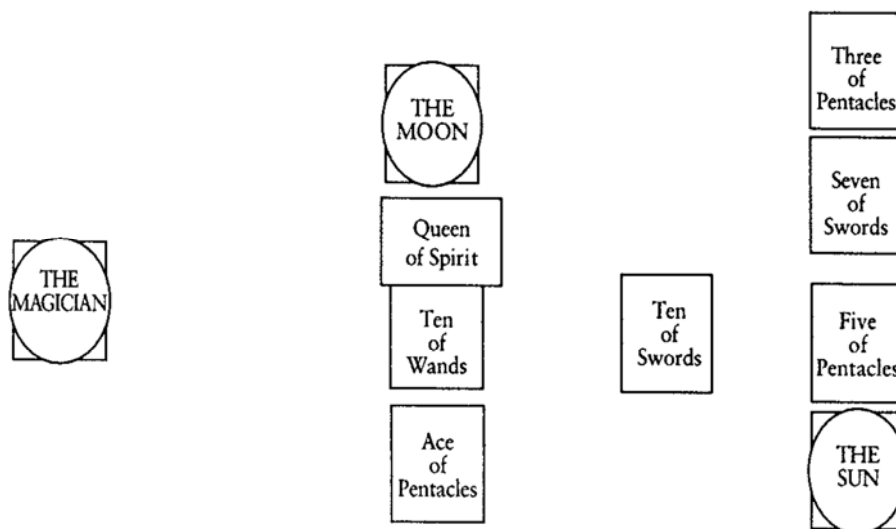 THE
MAGICIAN
THE
MOON
Queen
of Spirit
Ten
of
Wands
Ace
of
Pentacles
Ten
of
Swords
Three
of
Pentacles
Seven
of
Swords
Five
of
Pentacles
THE
SUN